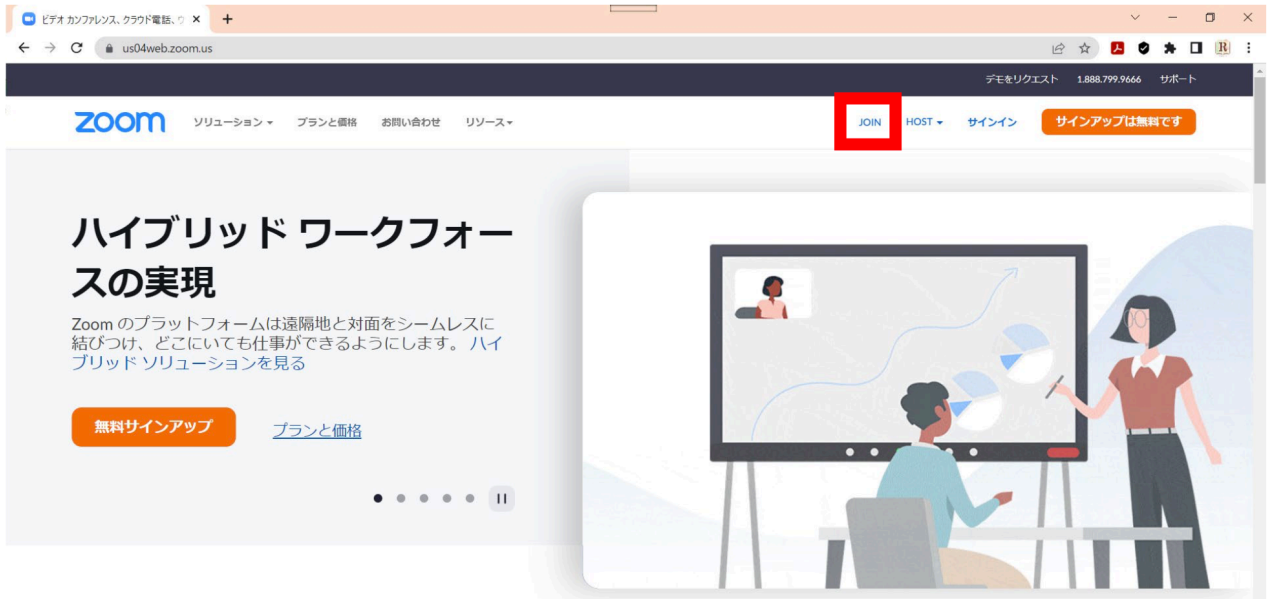 ビデオ カンファレンス、クラウド電話、ウ
us04web.zoom.us
デモをリクエスト 1.888.799.9666 サポート
zoom ソリューション プランと価格 お問い合わせ リソース JOIN HOST サインイン サインアップは無料です
ハイブリッド ワークフォー
スの実現
Zoom のプラットフォームは遠隔地と対面をシームレスに
結びつけ、どこにいても仕事ができるようにします。 ハイ
ブリッド ソリューションを見る
無料サインアップ プランと価格